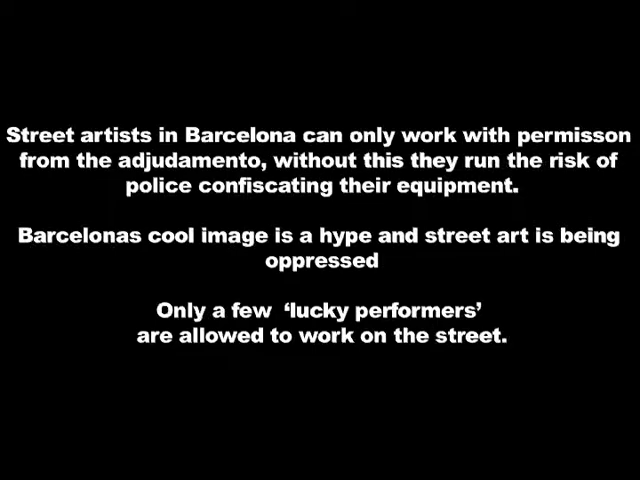 Street artists in Barcelona can only work with permisson
from the adjudamento, without this they run the risk of
police confiscating their equipment.
Barcelonas cool image is a hype and street art is being
oppressed
Only a few ‘lucky performers’
are allowed to work on the street.